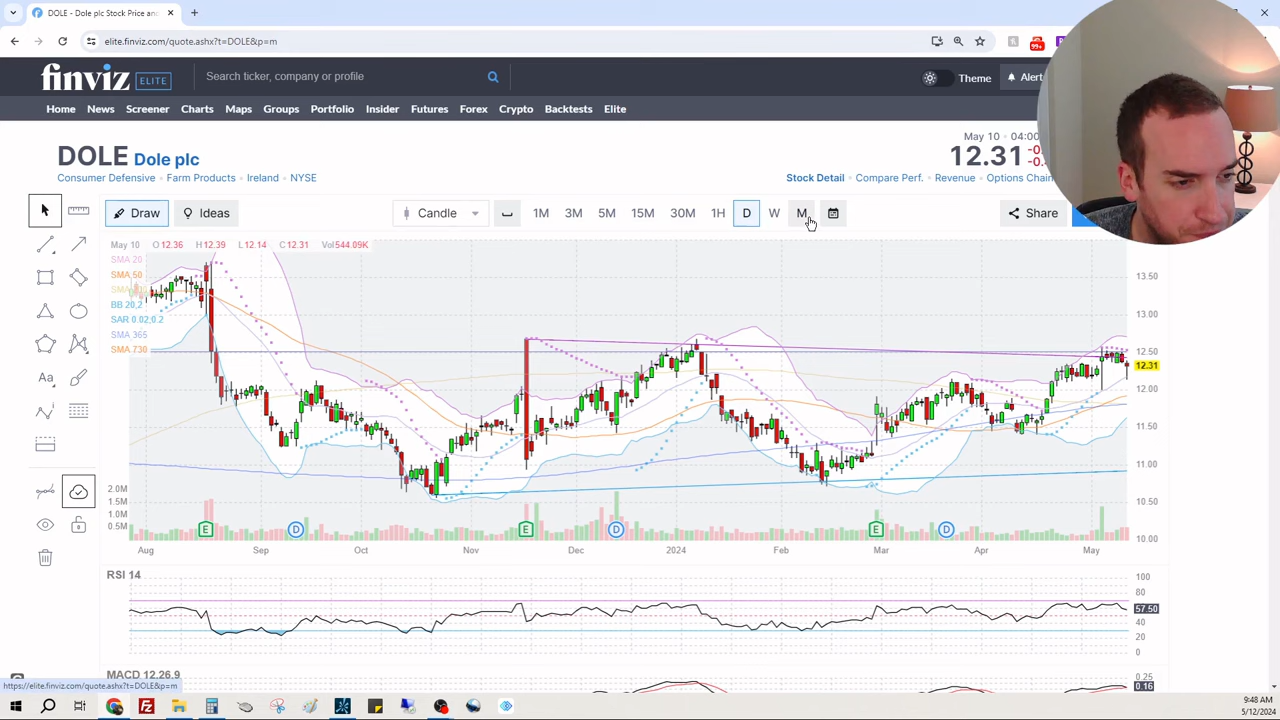 DOLE - Dole plc Stock Price an
elite.finviz.com/quote.ashx?t=DOLE&p=m
99+
finviz ELITE
Search ticker, company or profile
Theme
Alert
Home News Screener Charts Maps Groups Portfolio Insider Futures Forex Crypto Backtests Elite
May 10 · 04:00
DOLE Dole plc
12.31
Consumer Defensive · Farm Products · Ireland · NYSE
Stock Detail · Compare Perf. · Revenue · Options Chain
Draw Ideas Candle 1M 3M 5M 15M 30M 1H D W M Share
May 10 O 12.36 H 12.39 L 12.14 C 12.31 Vol 544.09K
SMA 20
SMA 50
BB 20,2
SAR 0.02,0.2
SMA 365
SMA 730
Aa
13.50
13.00
12.50
12.31
12.00
11.50
11.00
10.50
10.00
2.0M
1.5M
1.0M
0.5M
E D E D E D
Aug Sep Oct Nov Dec 2024 Feb Mar Apr May
RSI 14
100
80
57.50
40
20
0
MACD 12,26,9
0.25
0.16
https://elite.finviz.com/quote.ashx?t=DOLE&p=m
9:48 AM
5/12/2024